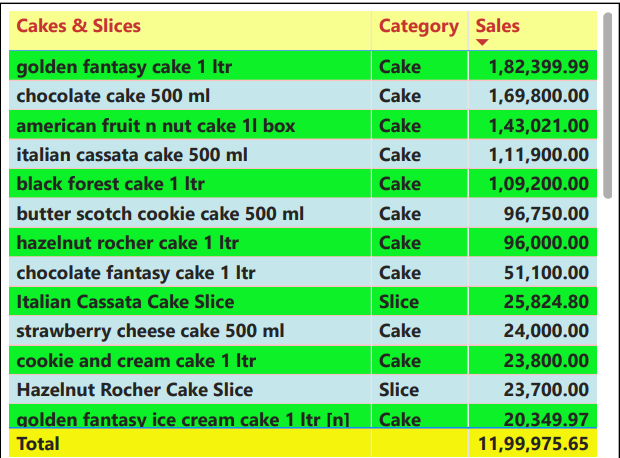 Cakes & Slices Category Sales
golden fantasy cake 1 ltr Cake 1,82,399.99
chocolate cake 500 ml Cake 1,69,800.00
american fruit n nut cake 1l box Cake 1,43,021.00
italian cassata cake 500 ml Cake 1,11,900.00
black forest cake 1 ltr Cake 1,09,200.00
butter scotch cookie cake 500 ml Cake 96,750.00
hazelnut rocher cake 1 ltr Cake 96,000.00
chocolate fantasy cake 1 ltr Cake 51,100.00
Italian Cassata Cake Slice Slice 25,824.80
strawberry cheese cake 500 ml Cake 24,000.00
cookie and cream cake 1 ltr Cake 23,800.00
Hazelnut Rocher Cake Slice Slice 23,700.00
golden fantasy ice cream cake 1 ltr [n] Cake 20,349.97
Total 11,99,975.65